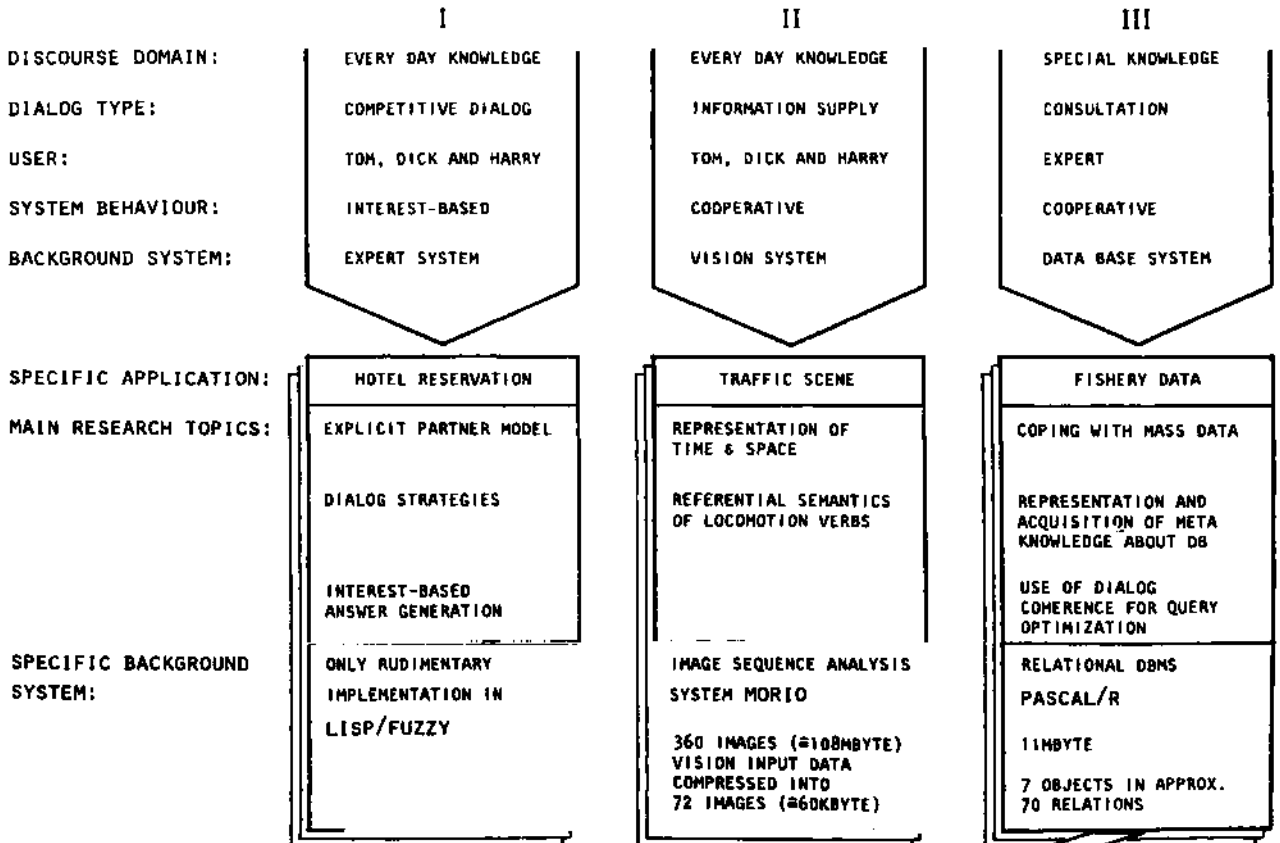 I II III
DISCOURSE DOMAIN: EVERY DAY KNOWLEDGE EVERY DAY KNOWLEDGE SPECIAL KNOWLEDGE
DIALOG TYPE: COMPETITIVE DIALOG INFORMATION SUPPLY CONSULTATION
USER: TOM, DICK AND HARRY TOM, DICK AND HARRY EXPERT
SYSTEM BEHAVIOUR: INTEREST-BASED COOPERATIVE COOPERATIVE
BACKGROUND SYSTEM: EXPERT SYSTEM VISION SYSTEM DATA BASE SYSTEM
SPECIFIC APPLICATION: HOTEL RESERVATION TRAFFIC SCENE FISHERY DATA
MAIN RESEARCH TOPICS: EXPLICIT PARTNER MODEL REPRESENTATION OF COPING WITH MASS DATA
TIME & SPACE
DIALOG STRATEGIES REFERENTIAL SEMANTICS REPRESENTATION AND
OF LOCOMOTION VERBS ACQUISITION OF META
KNOWLEDGE ABOUT DB
INTEREST-BASED USE OF DIALOG
ANSWER GENERATION COHERENCE FOR QUERY
OPTIMIZATION
SPECIFIC BACKGROUND ONLY RUDIMENTARY IMAGE SEQUENCE ANALYSIS RELATIONAL DBMS
SYSTEM: IMPLEMENTATION IN SYSTEM MORIO PASCAL/R
LISP/FUZZY
360 IMAGES (≙108MBYTE) 11MBYTE
VISION INPUT DATA
COMPRESSED INTO 7 OBJECTS IN APPROX.
72 IMAGES (≙60KBYTE) 70 RELATIONS